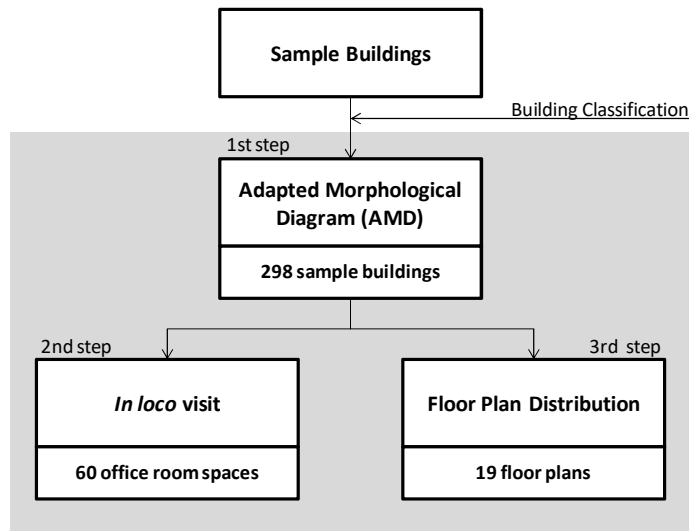 Sample Buildings
Building Classification
1st step
Adapted Morphological
Diagram (AMD)
298 sample buildings
2nd step
In loco visit
60 office room spaces
3rd step
Floor Plan Distribution
19 floor plans